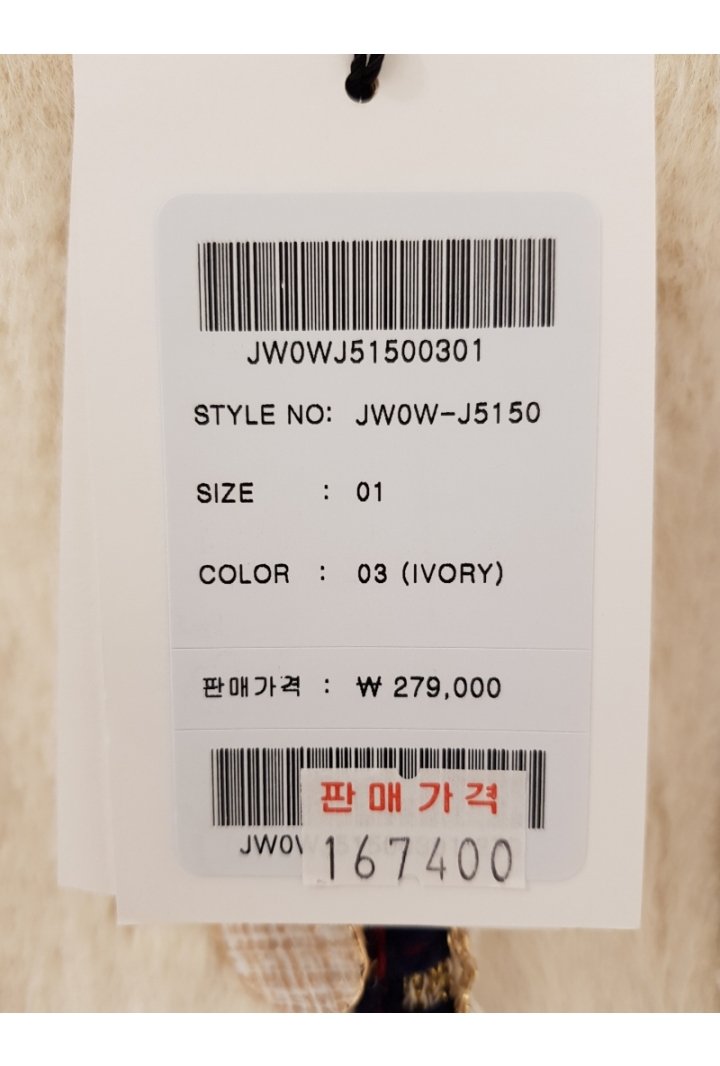 JW0WJ51500301
STYLE NO: JW0W-J5150
SIZE : 01
COLOR : 03 (IVORY)
판매가격 : ₩ 279,000
판매가격
JW0W
167400